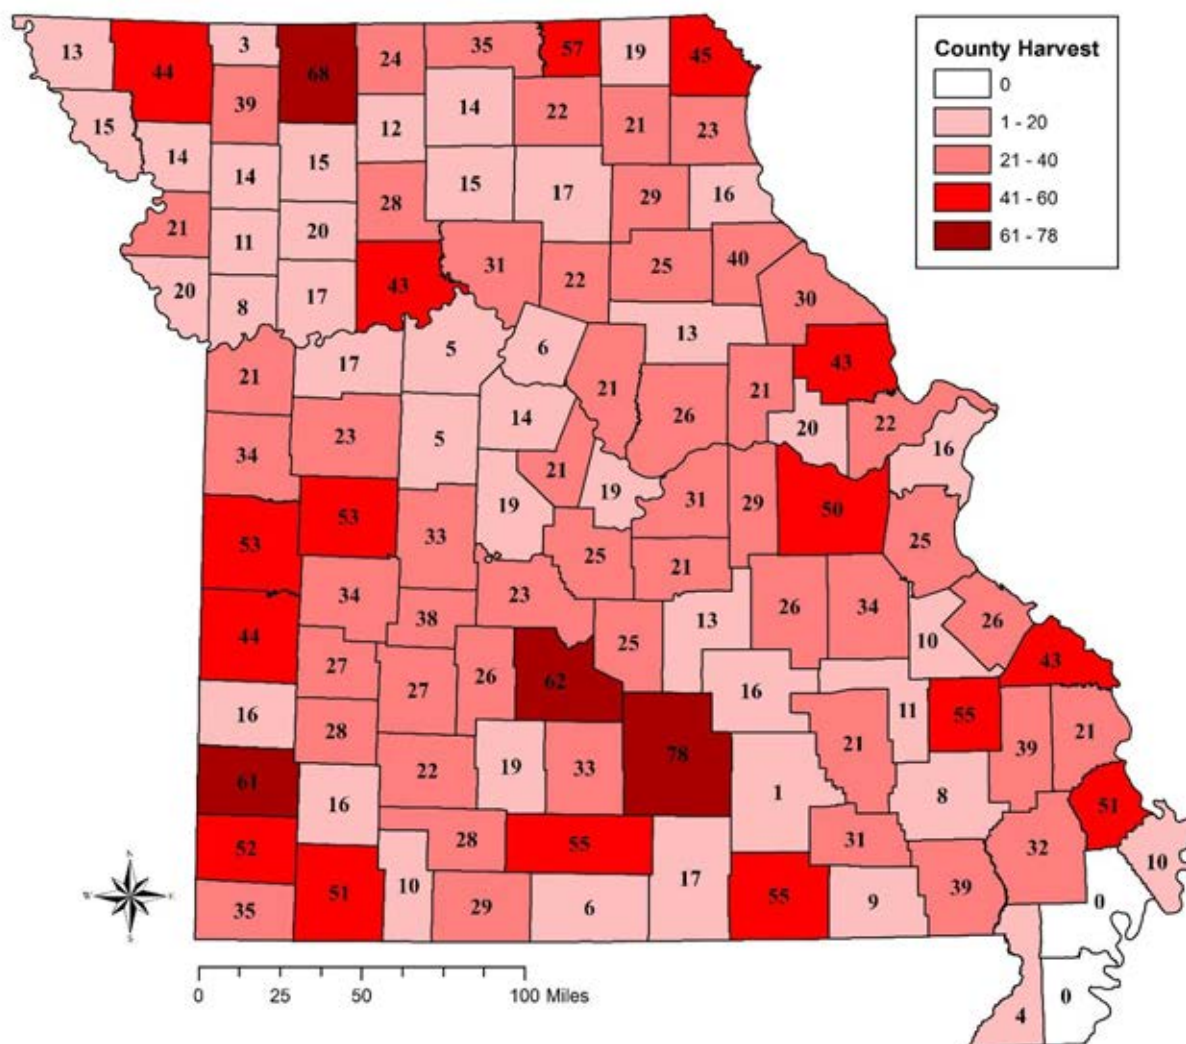 13 44 3 68 24 35 57 19 45
15 39 12 14 22 21 23
14 14 15 28 15 17 29 16
21 11 20 31 22 25 40
20 8 17 43 30
21 17 5 6 13 43
34 23 5 14 21 26 21 20 22
16
53 53 33 19 21 19 31 29 50
25
44 34 38 23 25 21 26 34 26
27 27 26 62 25 13 10 43
16 28 16 11 55 39 21
61 22 19 33 78 21
16 1 8 51
52 28 55 31 32 10
35 51 10 29 6 17 55 9 39 0
4 0
County Harvest
0
1 - 20
21 - 40
41 - 60
61 - 78
N
W E
S
0 25 50 100 Miles